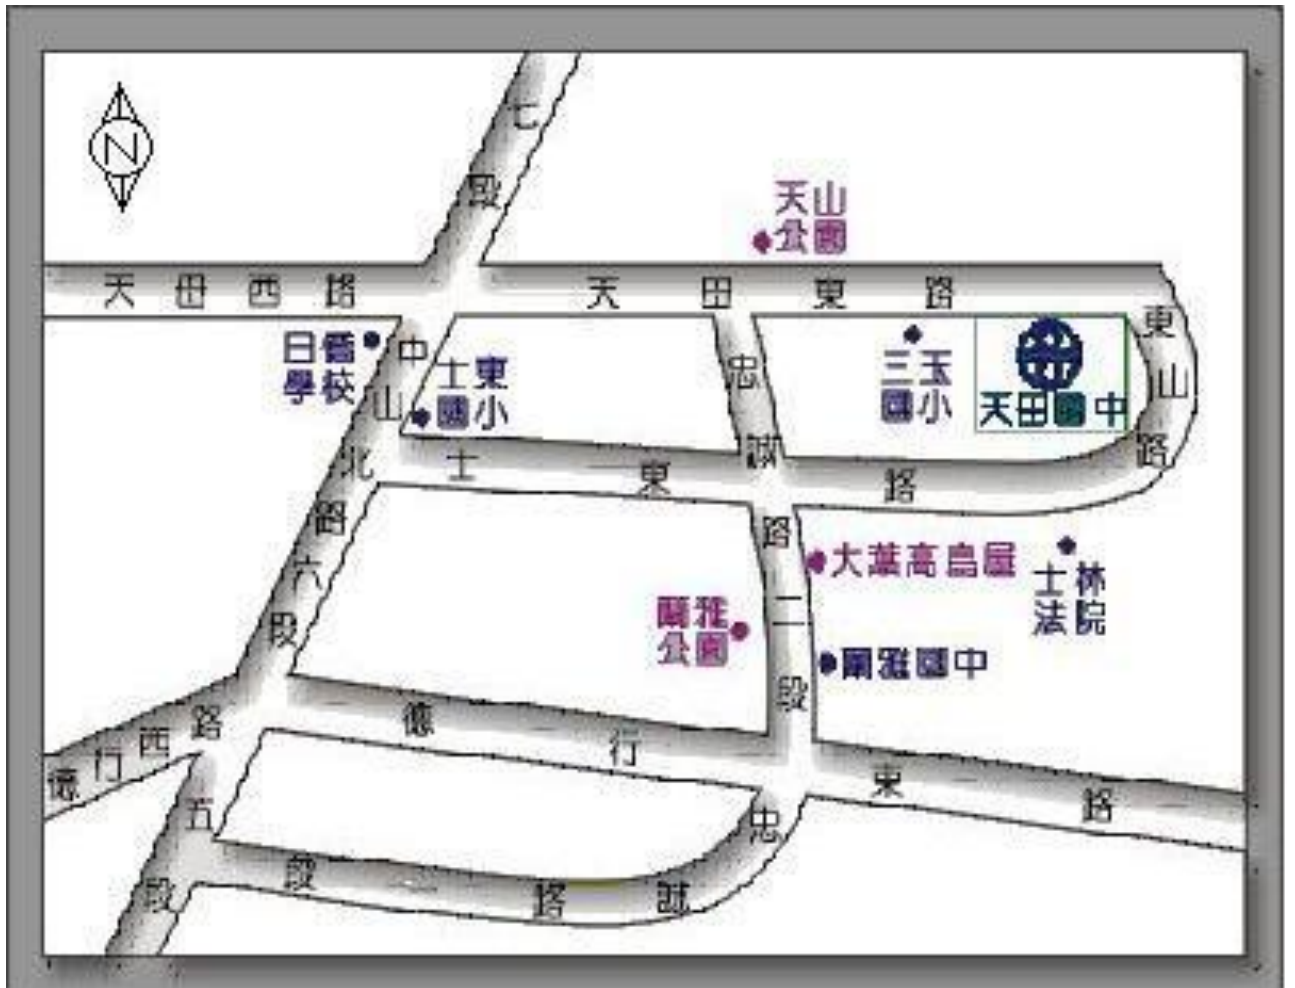 N
七段
天山
公園
天母西路
天母東路
東山路
日僑
學校
中山北路六段
士東
國小
忠誠路二段
三玉
國小
天母國中
士東路
大葉高島屋
士林
法院
蘭雅
公園
蘭雅國中
德行西路
德行東路
五段
忠誠路一段